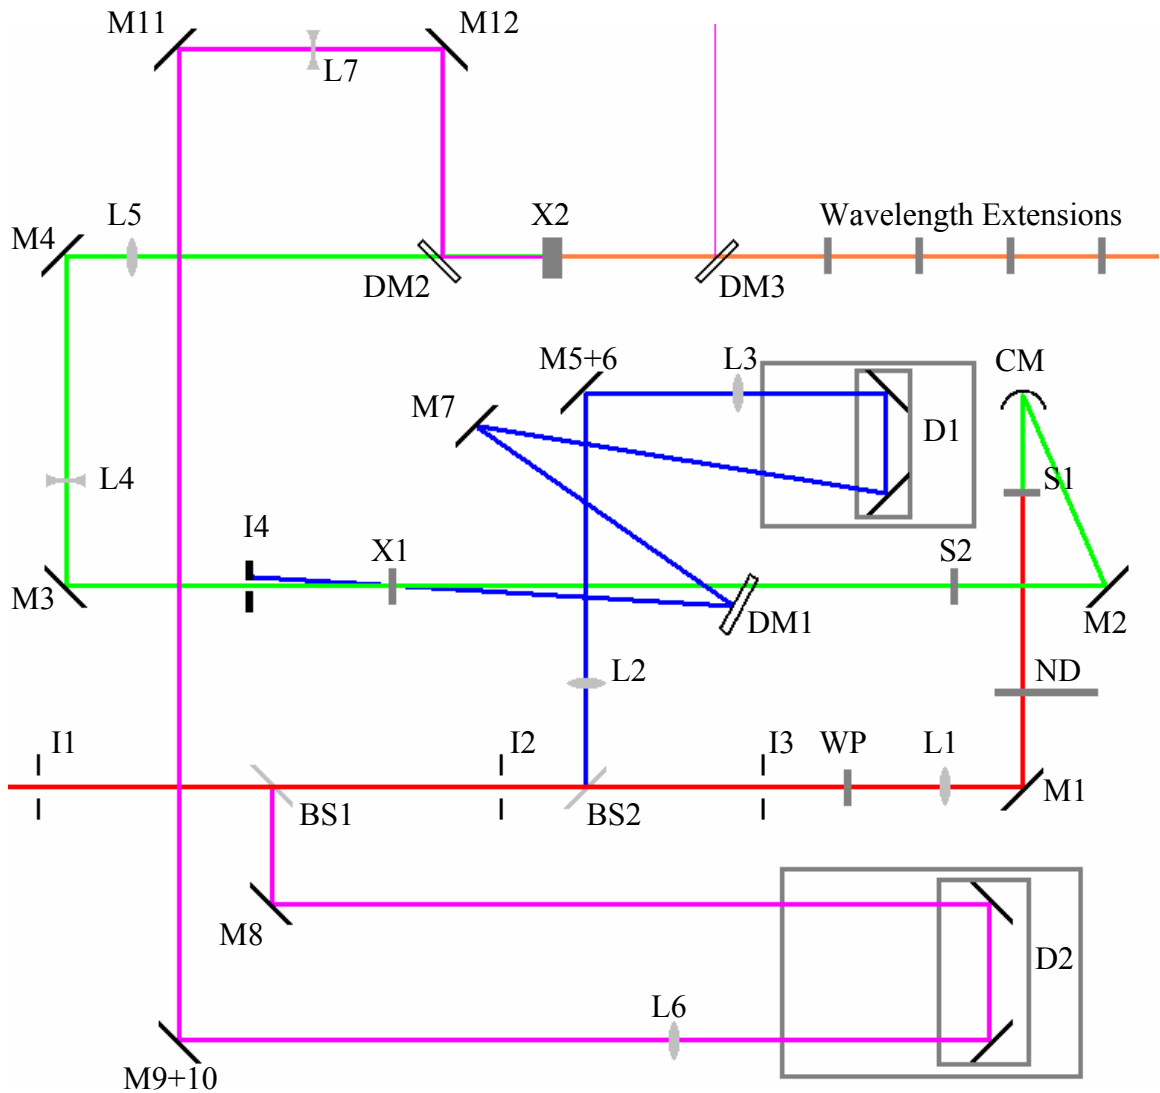 M11
M12
L7
L5
X2
Wavelength Extensions
M4
DM2
DM3
M5+6
L3
CM
M7
D1
L4
S1
I4
X1
S2
M3
DM1
M2
L2
ND
I1
I2
I3
WP
L1
BS1
BS2
M1
M8
D2
L6
M9+10